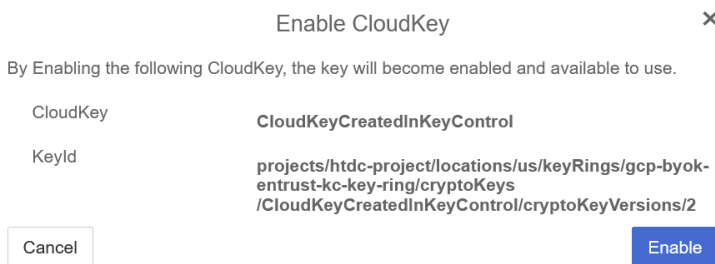 Enable CloudKey
×
By Enabling the following CloudKey, the key will become enabled and available to use.
CloudKey
CloudKeyCreatedInKeyControl
KeyId
projects/htdc-project/locations/us/keyRings/gcp-byok-
entrust-kc-key-ring/cryptoKeys
/CloudKeyCreatedInKeyControl/cryptoKeyVersions/2
Cancel
Enable